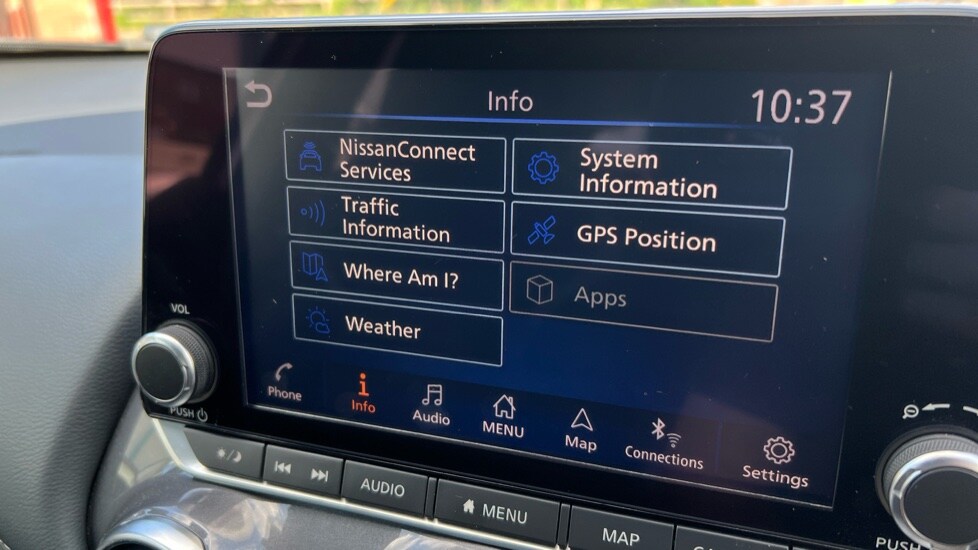 Info
10:37
NissanConnect
Services
System
Information
Traffic
Information
GPS Position
Where Am I?
Apps
Weather
Phone
Info
Audio
MENU
Map
Connections
Settings
VOL
PUSH
AUDIO
MENU
MAP
PUSH